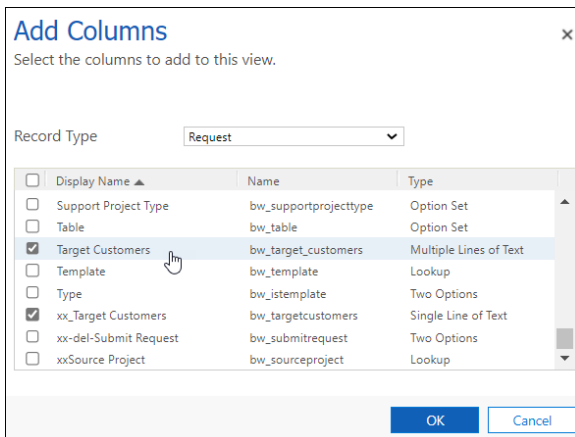 Add Columns
Select the columns to add to this view.
Record Type Request
Display Name Name Type
Support Project Type bw_supportprojecttype Option Set
Table bw_table Option Set
Target Customers bw_target_customers Multiple Lines of Text
Template bw_template Lookup
Type bw_istemplate Two Options
xx_Target Customers bw_targetcustomers Single Line of Text
xx-del-Submit Request bw_submitrequest Two Options
xxSource Project bw_sourceproject Lookup
OK Cancel